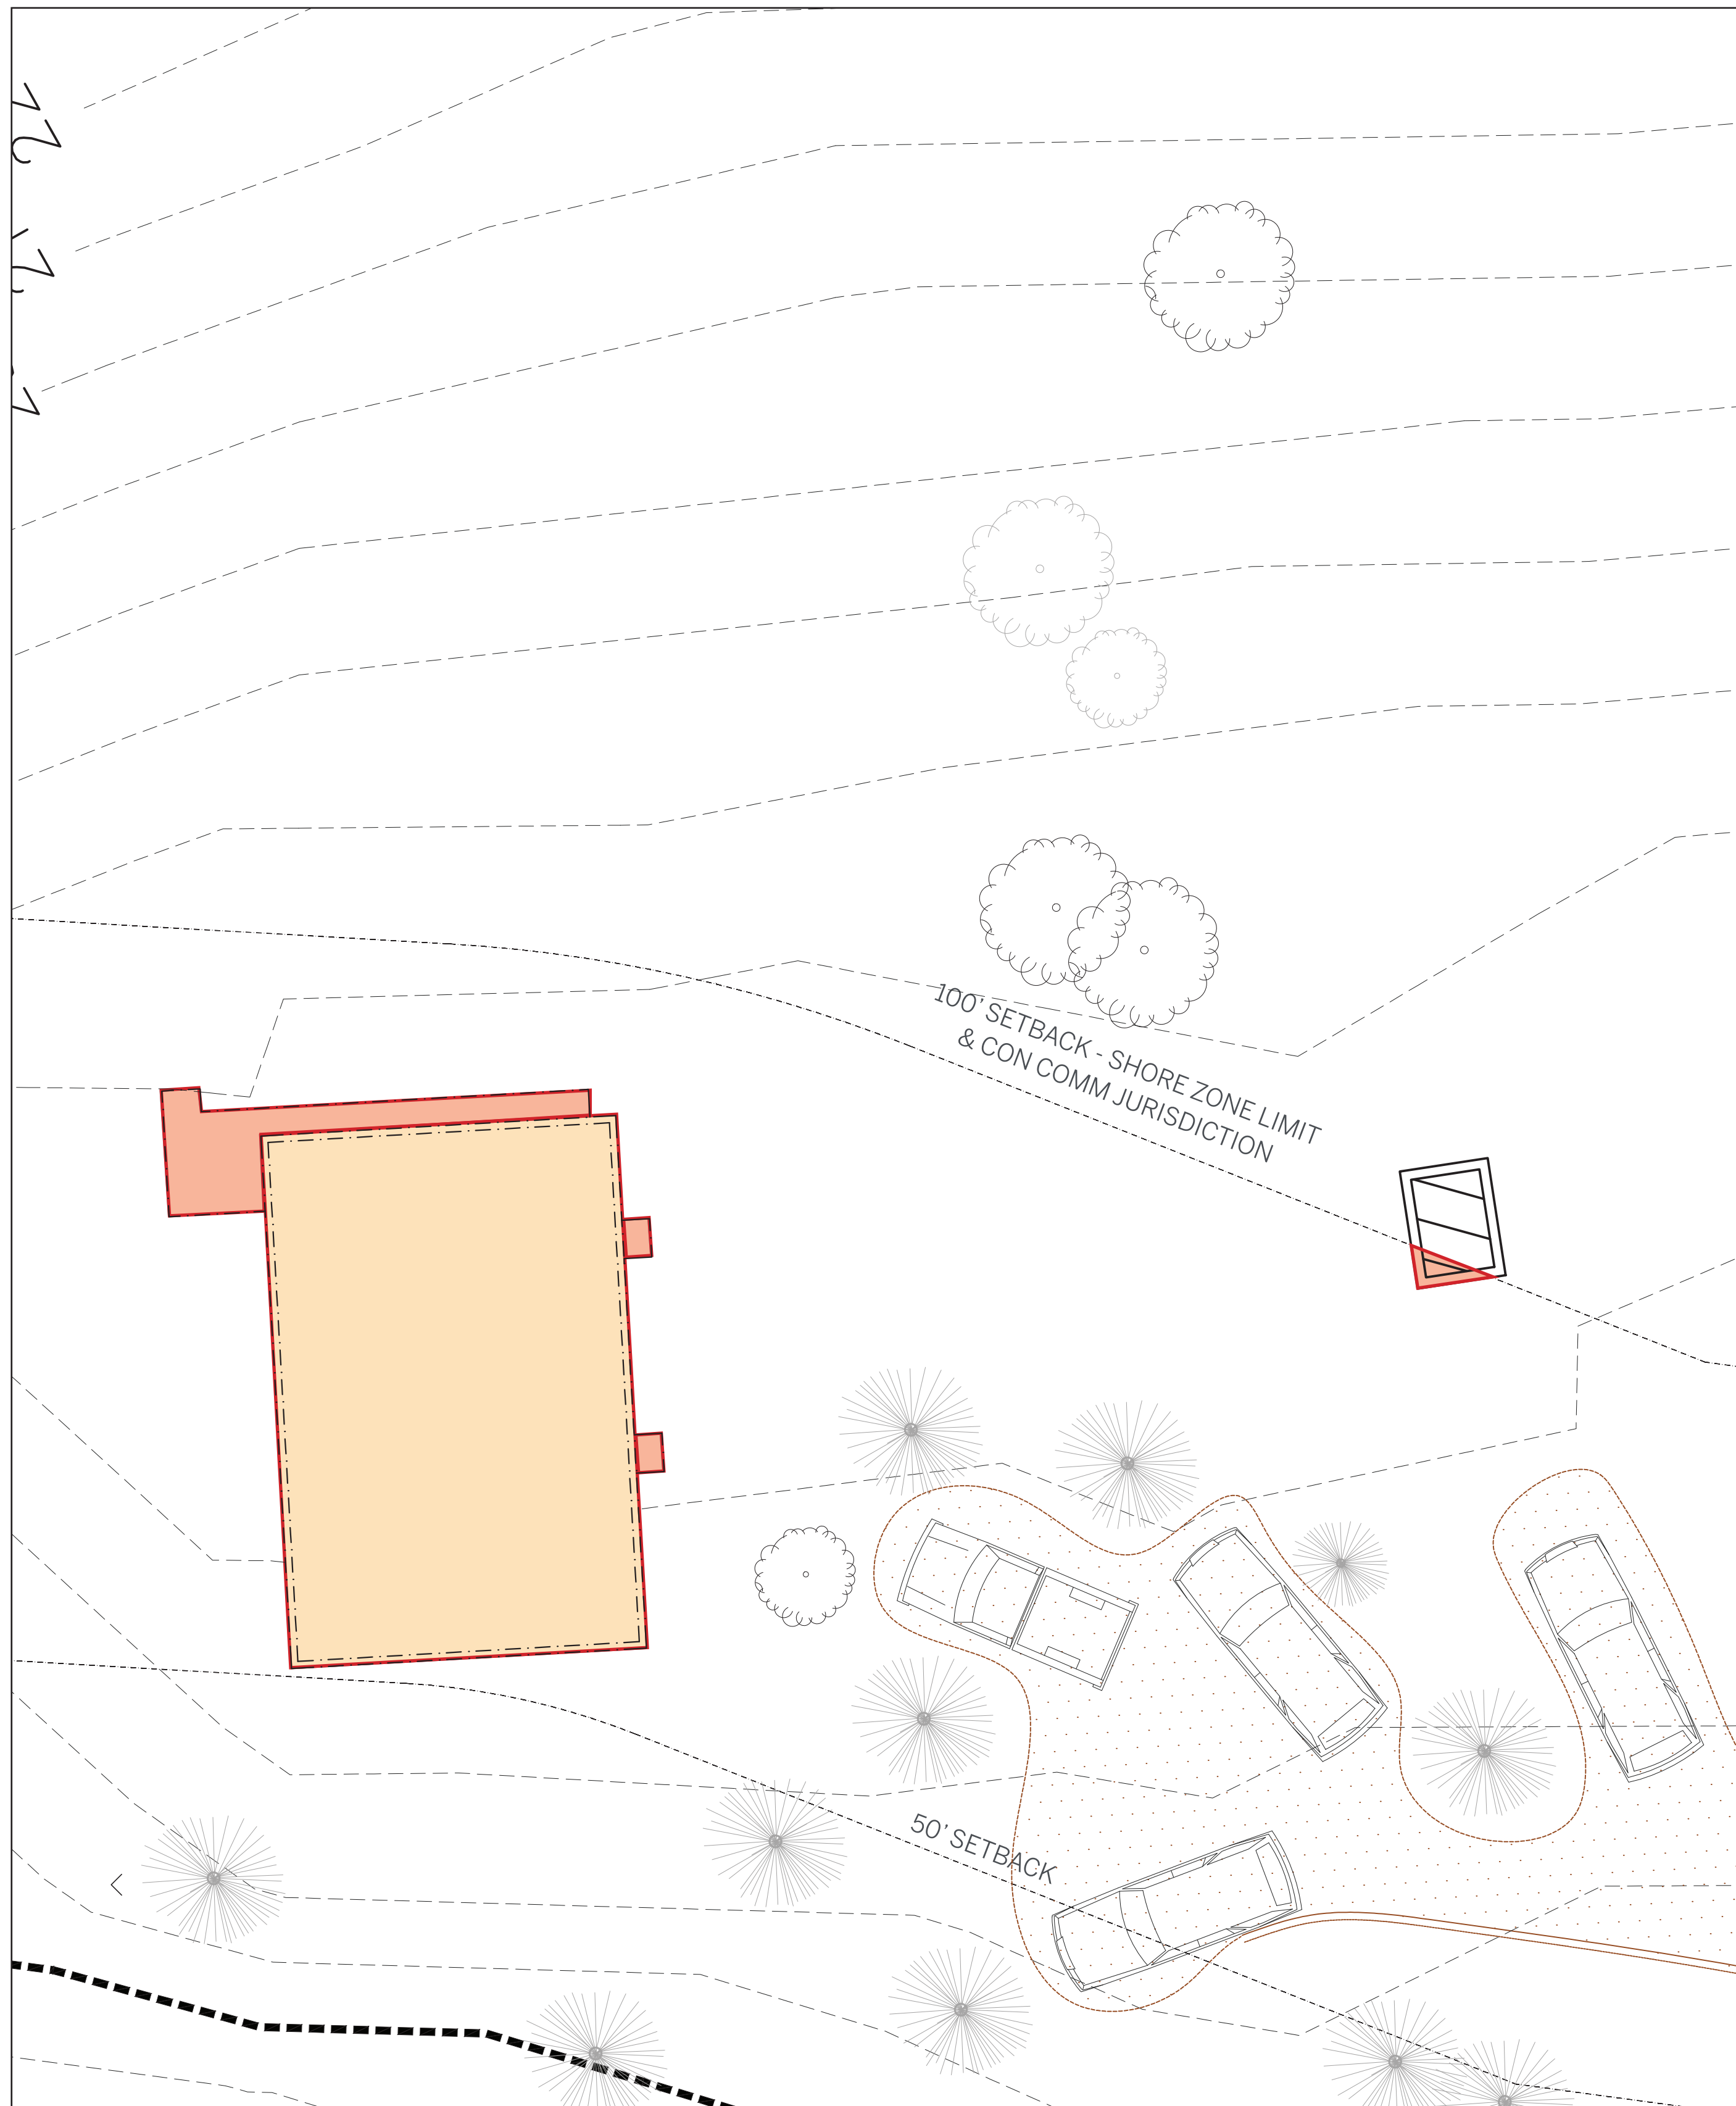 100' SETBACK - SHORE ZONE LIMIT
& CON COMM JURISDICTION
50' SETBACK